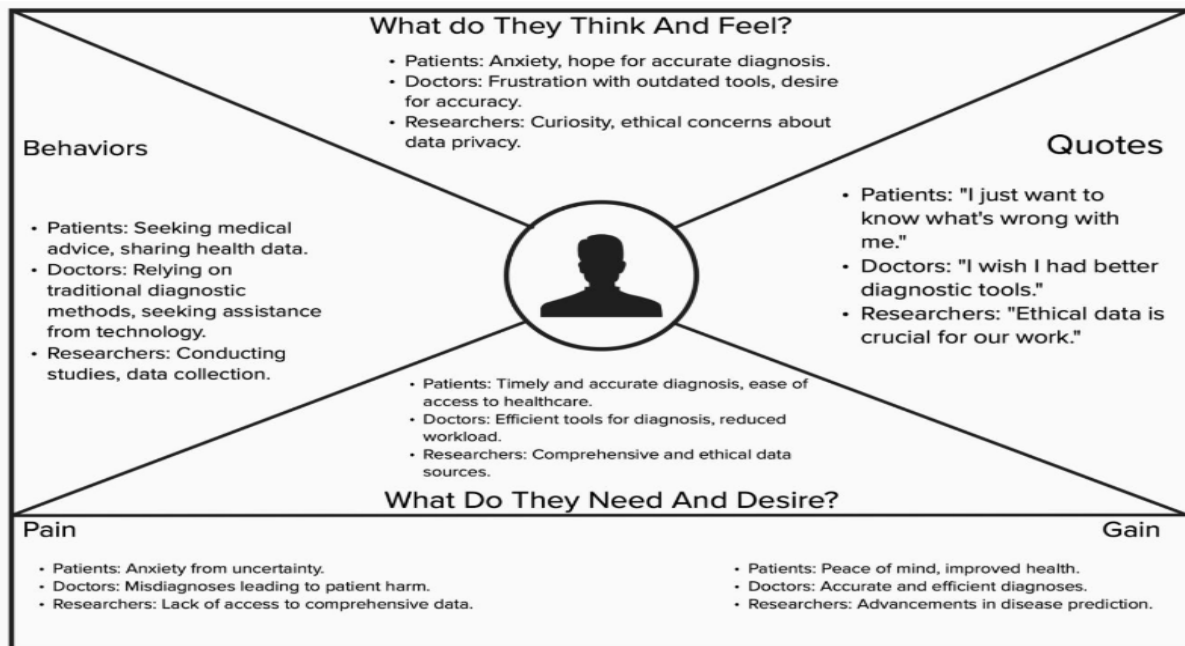 What do They Think And Feel?
• Patients: Anxiety, hope for accurate diagnosis.
• Doctors: Frustration with outdated tools, desire
for accuracy.
• Researchers: Curiosity, ethical concerns about
data privacy.
Behaviors
• Patients: Seeking medical
advice, sharing health data.
• Doctors: Relying on
traditional diagnostic
methods, seeking assistance
from technology.
• Researchers: Conducting
studies, data collection.
Quotes
• Patients: "I just want to
know what's wrong with
me."
• Doctors: "I wish I had better
diagnostic tools."
• Researchers: "Ethical data is
crucial for our work."
• Patients: Timely and accurate diagnosis, ease of
access to healthcare.
• Doctors: Efficient tools for diagnosis, reduced
workload.
• Researchers: Comprehensive and ethical data
sources.
What Do They Need And Desire?
Pain
• Patients: Anxiety from uncertainty.
• Doctors: Misdiagnoses leading to patient harm.
• Researchers: Lack of access to comprehensive data.
Gain
• Patients: Peace of mind, improved health.
• Doctors: Accurate and efficient diagnoses.
• Researchers: Advancements in disease prediction.